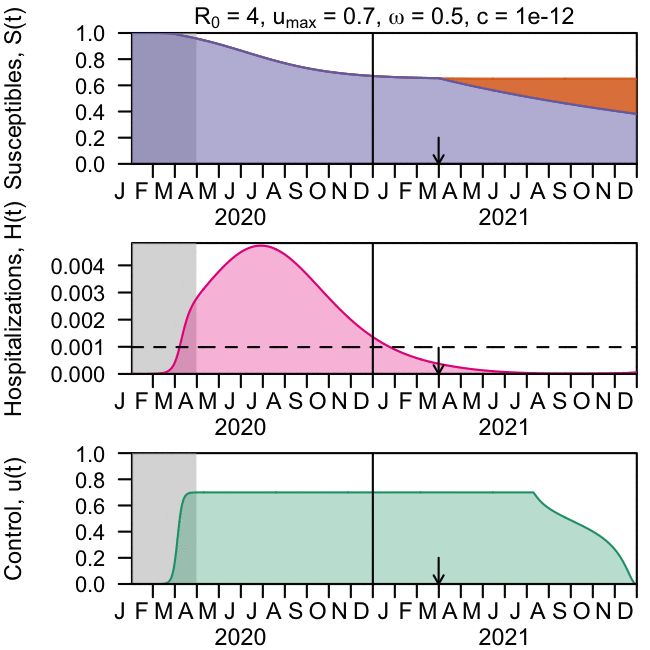 R₀ = 4, uₘₐₓ = 0.7, ω = 0.5, c = 1e-12
Susceptibles, S(t)
1.0
0.8
0.6
0.4
0.2
0.0
J F M A M J J A S O N D J F M A M J J A S O N D
2020 2021
Hospitalizations, H(t)
0.004
0.003
0.002
0.001
0.000
J F M A M J J A S O N D J F M A M J J A S O N D
2020 2021
Control, u(t)
1.0
0.8
0.6
0.4
0.2
0.0
J F M A M J J A S O N D J F M A M J J A S O N D
2020 2021